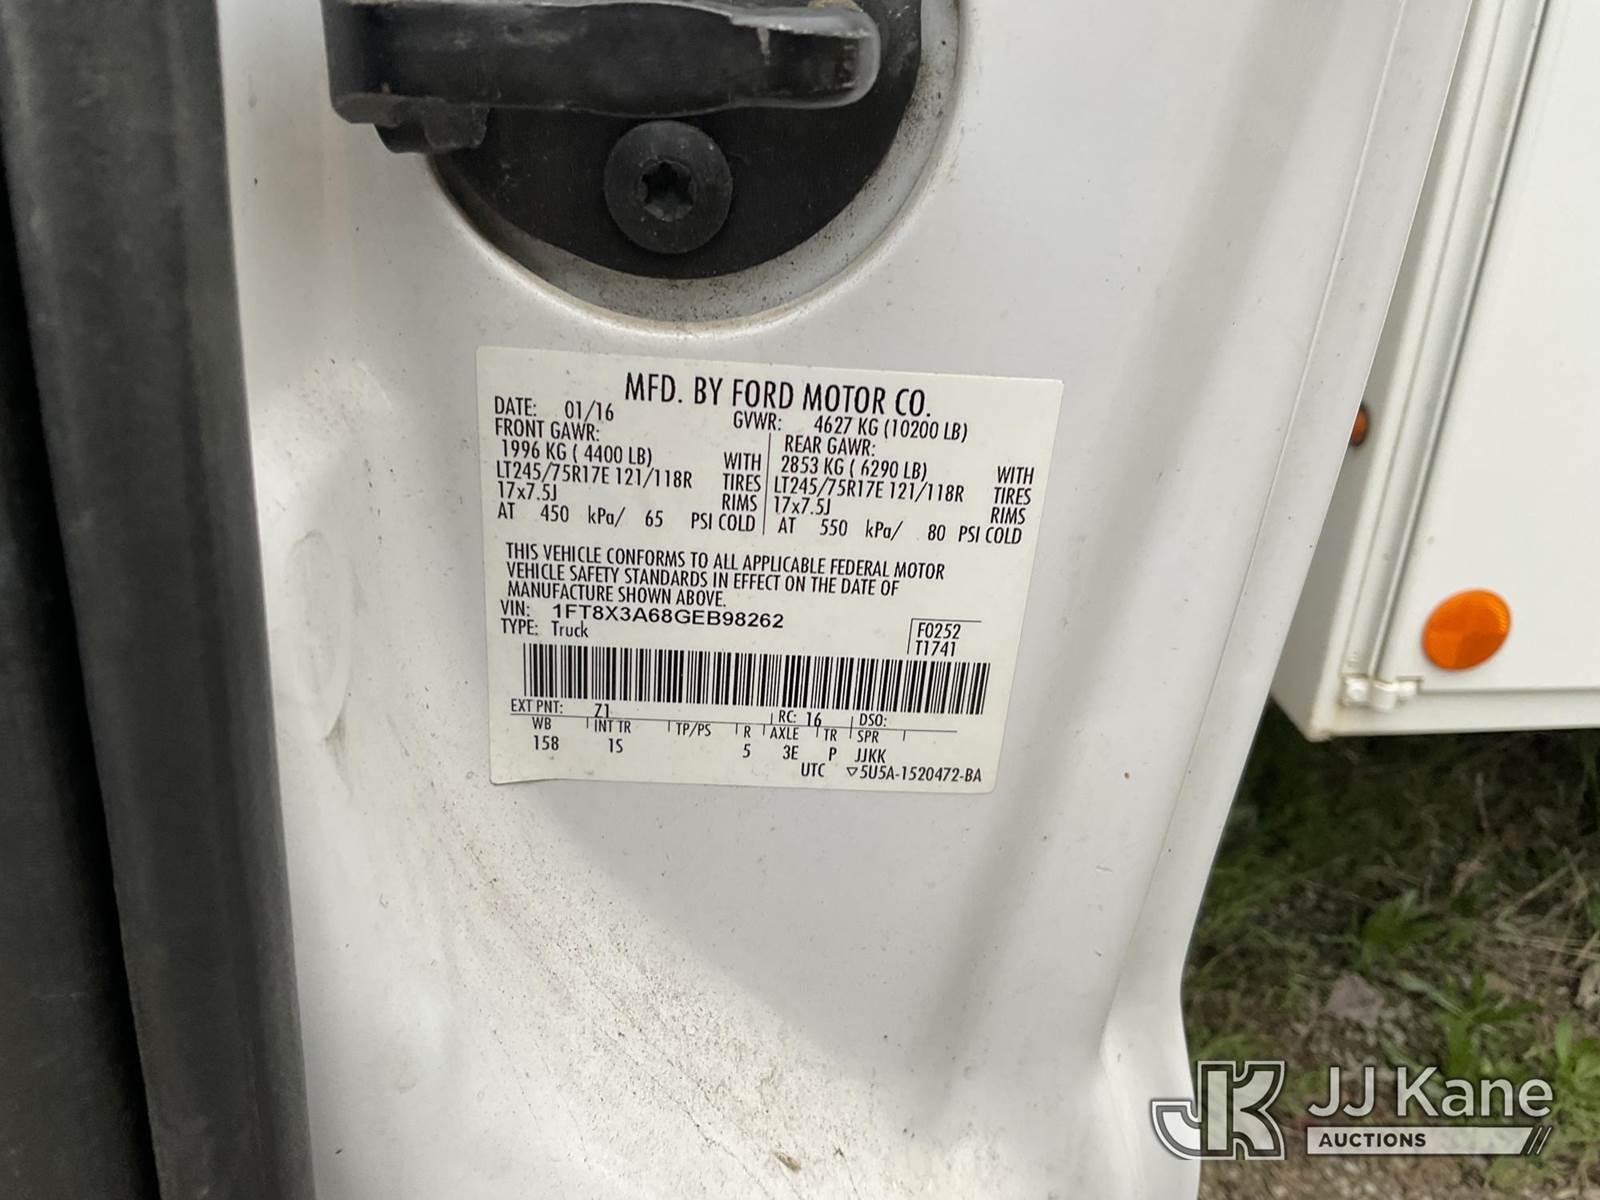 MFD. BY FORD MOTOR CO.
DATE: 01/16 GVWR: 4627 KG (10200 LB)
FRONT GAWR: REAR GAWR:
1996 KG ( 4400 LB) WITH 2853 KG ( 6290 LB) WITH
LT245/75R17E 121/118R TIRES LT245/75R17E 121/118R TIRES
17x7.5J RIMS 17x7.5J RIMS
AT 450 kPa/ 65 PSI COLD AT 550 kPa/ 80 PSI COLD
THIS VEHICLE CONFORMS TO ALL APPLICABLE FEDERAL MOTOR
VEHICLE SAFETY STANDARDS IN EFFECT ON THE DATE OF
MANUFACTURE SHOWN ABOVE.
VIN: 1FT8X3A68GEB98262
TYPE: Truck
F0252
T1741
EXT PNT: Z1 RC: 16 DSO:
WB INT TR TP/PS R AXLE TR SPR
158 1S 5 3E P JJKK
UTC ▽5U5A-1520472-BA
JK JJ Kane
AUCTIONS